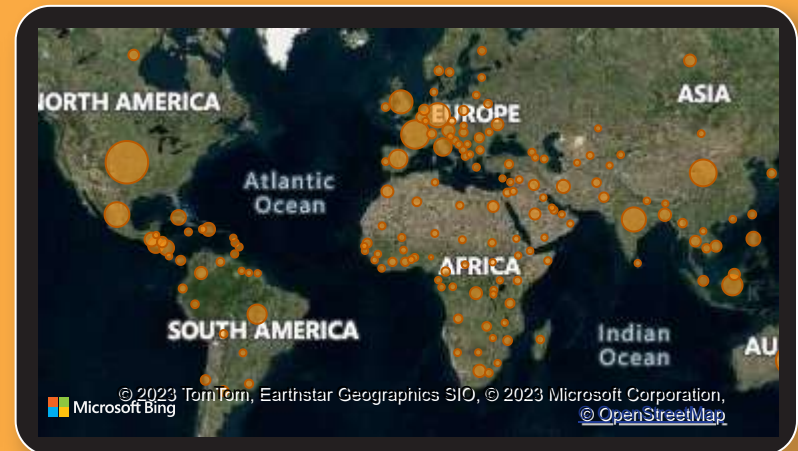 NORTH AMERICA
EUROPE
ASIA
Atlantic
Ocean
AFRICA
SOUTH AMERICA
Indian
Ocean
AU
© 2023 TomTom, Earthstar Geographics SIO, © 2023 Microsoft Corporation,
Microsoft Bing
© OpenStreetMap